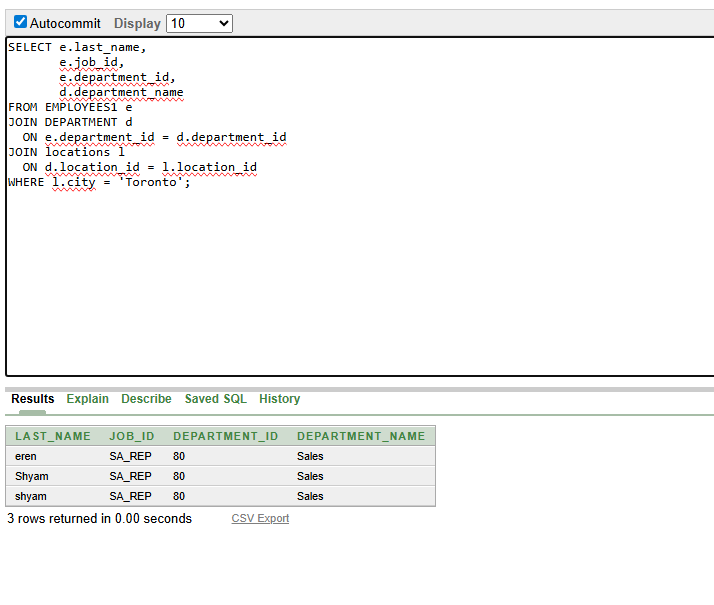 Autocommit Display 10
SELECT e.last_name,
       e.job_id,
       e.department_id,
       d.department_name
FROM EMPLOYEES1 e
JOIN DEPARTMENT d
  ON e.department_id = d.department_id
JOIN locations l
  ON d.location_id = l.location_id
WHERE l.city = 'Toronto';
Results Explain Describe Saved SQL History
LAST_NAME JOB_ID DEPARTMENT_ID DEPARTMENT_NAME
eren SA_REP 80 Sales
Shyam SA_REP 80 Sales
shyam SA_REP 80 Sales
3 rows returned in 0.00 seconds CSV Export